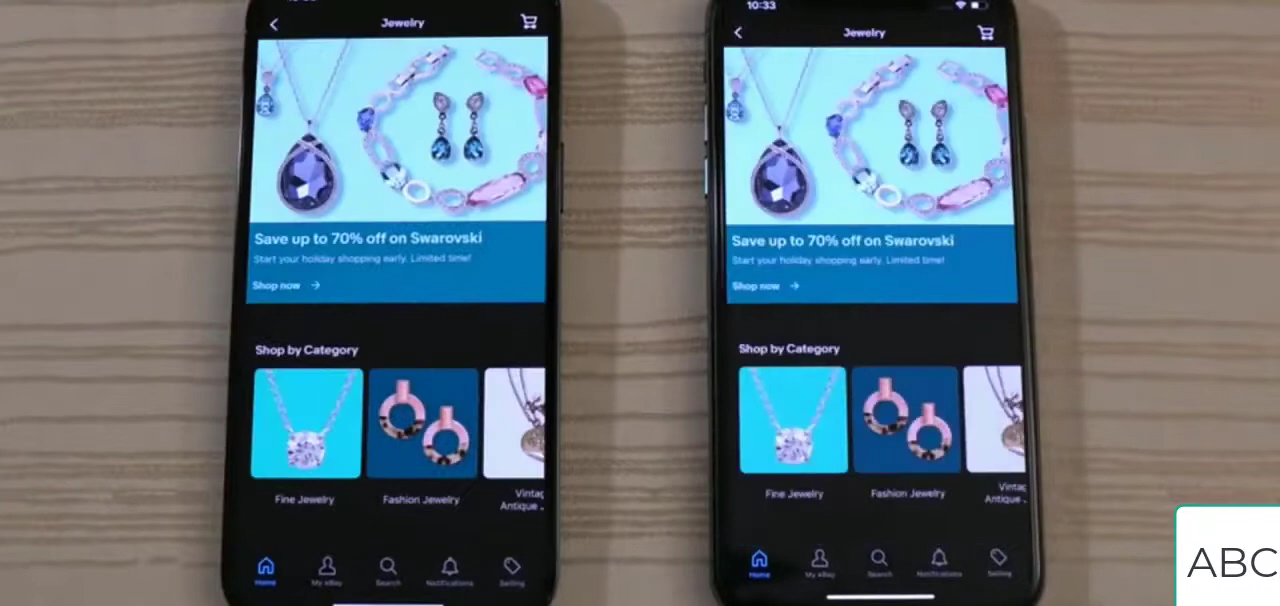 Jewelry
Save up to 70% off on Swarovski
Start your holiday shopping early. Limited time!
Shop now
Shop by Category
Fine Jewelry
Fashion Jewelry
Antique
Home
My eBay
Search
Notifications
Selling
10:33
Jewelry
Save up to 70% off on Swarovski
Start your holiday shopping early. Limited time!
Shop now
Shop by Category
Fine Jewelry
Fashion Jewelry
Antique
Home
My eBay
Search
Notifications
Selling
ABC